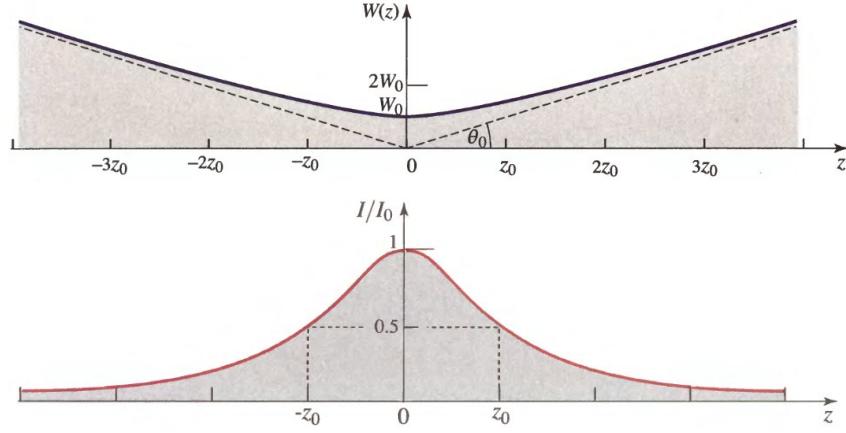 W(z)
2W₀
W₀
θ₀
−3z₀ −2z₀ −z₀ 0 z₀ 2z₀ 3z₀ z
I/I₀
1
0.5
-z₀ 0 z₀ z